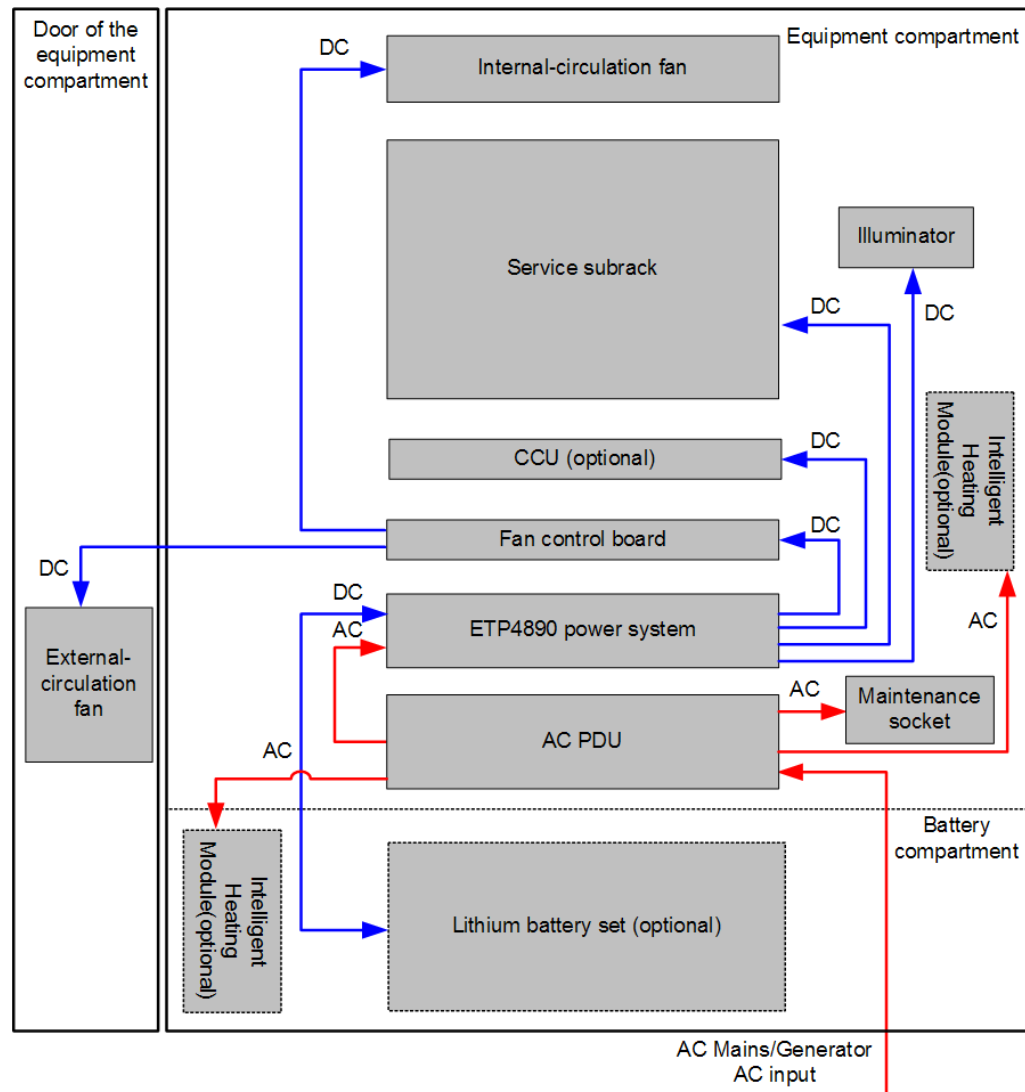 Door of the
equipment
compartment
Equipment compartment
DC
Internal-circulation fan
Service subrack
Illuminator
DC
DC
Intelligent
Heating
Module(optional)
DC
CCU (optional)
DC
Fan control board
DC
DC
ETP4890 power system
AC
AC
External-
circulation
fan
AC
Maintenance
socket
AC PDU
AC
Battery
compartment
Intelligent
Heating
Module(optional)
Lithium battery set (optional)
AC Mains/Generator
AC input